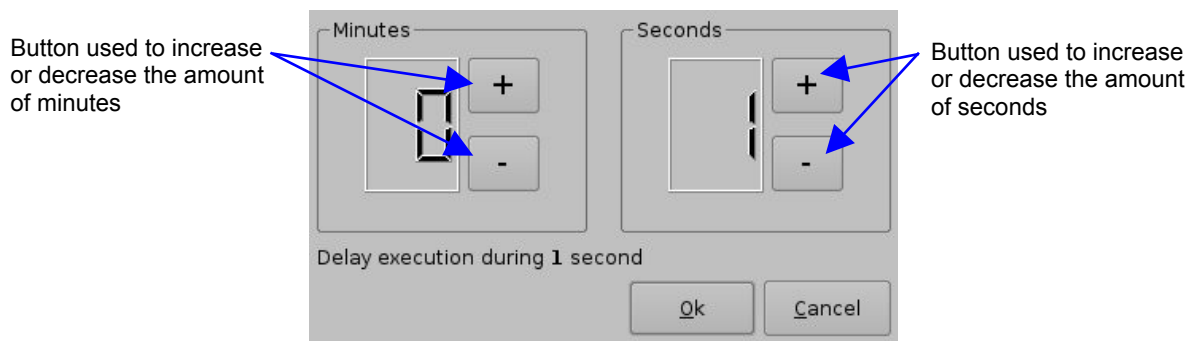 Button used to increase
or decrease the amount
of minutes
Minutes
0
+
-
Seconds
1
+
-
Button used to increase
or decrease the amount
of seconds
Delay execution during 1 second
Ok
Cancel